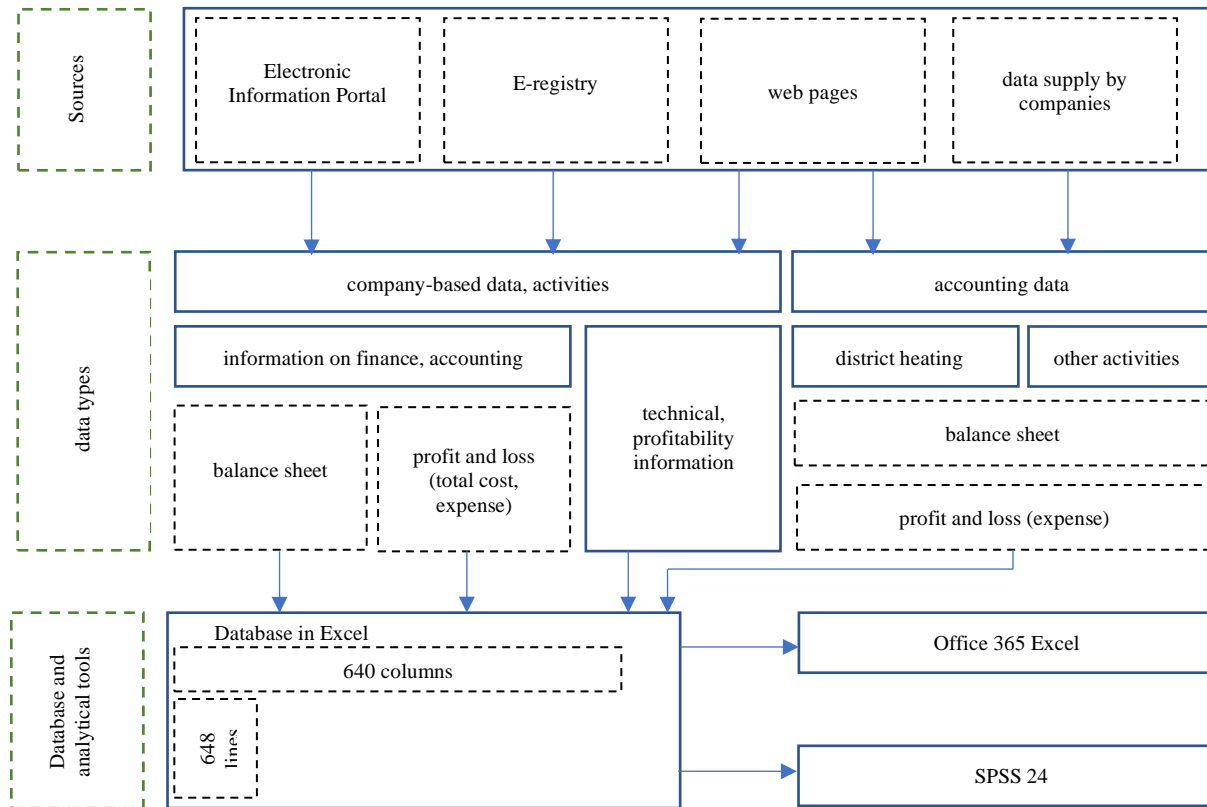 Sources
Electronic
Information Portal
E-registry
web pages
data supply by
companies
data types
company-based data, activities
accounting data
information on finance, accounting
technical,
profitability
information
district heating
other activities
balance sheet
profit and loss
(total cost,
expense)
balance sheet
profit and loss (expense)
Database and
analytical tools
Database in Excel
640 columns
648
lines
Office 365 Excel
SPSS 24